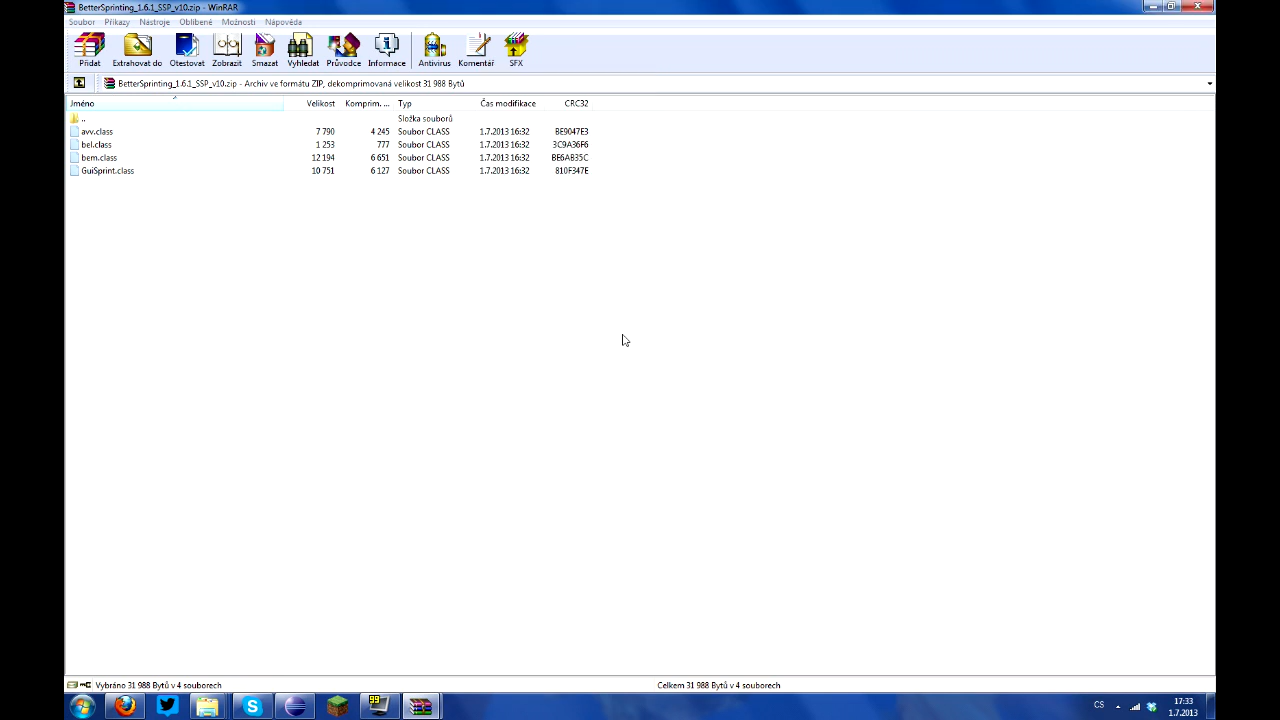 BetterSprinting_1.6.1_SSP_v10.zip - WinRAR
Soubor Příkazy Nástroje Oblíbené Možnosti Nápověda
Přidat Extrahovat do Otestovat Zobrazit Smazat Vyhledat Průvodce Informace Antivirus Komentář SFX
BetterSprinting_1.6.1_SSP_v10.zip - Archiv ve formátu ZIP, dekomprimovaná velikost 31 988 Bytů
Jméno Velikost Komprim. ... Typ Čas modifikace CRC32
.. Složka souborů
avv.class 7 790 4 245 Soubor CLASS 1.7.2013 16:32 BE9047E3
bel.class 1 253 777 Soubor CLASS 1.7.2013 16:32 3C9A36F6
bem.class 12 194 6 651 Soubor CLASS 1.7.2013 16:32 BE6AB35C
GuiSprint.class 10 751 6 127 Soubor CLASS 1.7.2013 16:32 810F347E
Vybráno 31 988 Bytů v 4 souborech Celkem 31 988 Bytů v 4 souborech
99 CS 17:33
1.7.2013